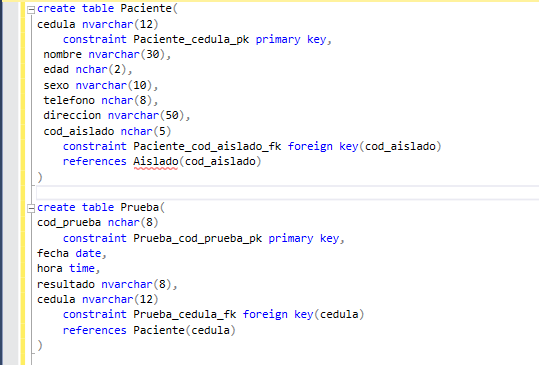 create table Paciente(
cedula nvarchar(12)
constraint Paciente_cedula_pk primary key,
nombre nvarchar(30),
edad nchar(2),
sexo nvarchar(10),
telefono nchar(8),
direccion nvarchar(50),
cod_aislado nchar(5)
constraint Paciente_cod_aislado_fk foreign key(cod_aislado)
references Aislado(cod_aislado)
)
create table Prueba(
cod_prueba nchar(8)
constraint Prueba_cod_prueba_pk primary key,
fecha date,
hora time,
resultado nvarchar(8),
cedula nvarchar(12)
constraint Prueba_cedula_fk foreign key(cedula)
references Paciente(cedula)
)